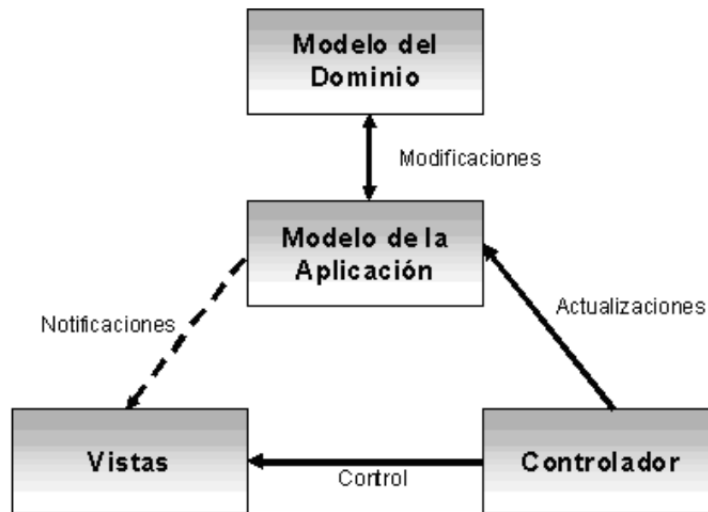 Modelo del
Dominio
Modificaciones
Modelo de la
Aplicación
Notificaciones
Actualizaciones
Vistas
Control
Controlador